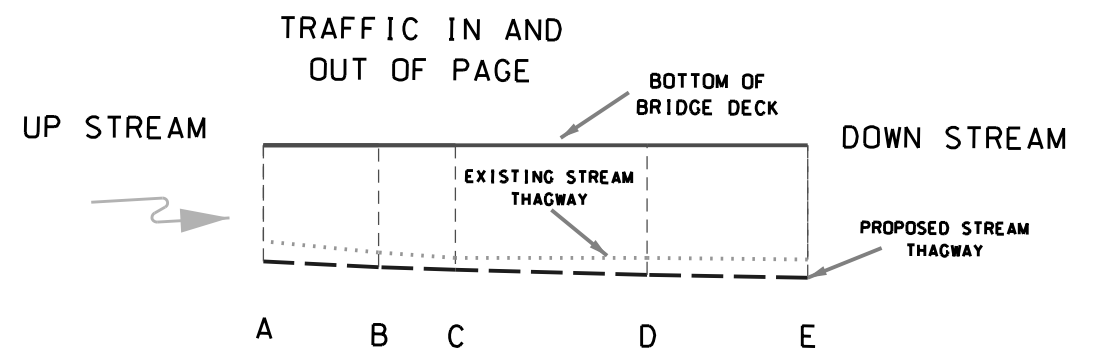 TRAFFIC IN AND
OUT OF PAGE
BOTTOM OF
BRIDGE DECK
UP STREAM
DOWN STREAM
EXISTING STREAM
THAGWAY
PROPOSED STREAM
THAGWAY
A
B
C
D
E